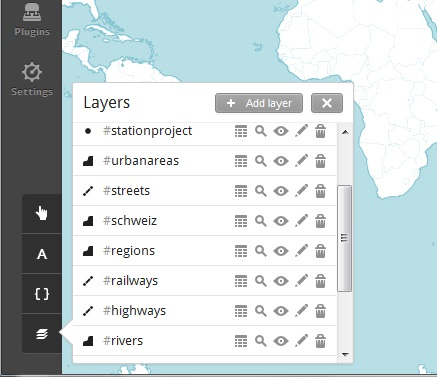 Plugins
Settings
Layers
+ Add layer
#stationproject
#urbanareas
#streets
#schweiz
#regions
#railways
#highways
#rivers
A
{ }